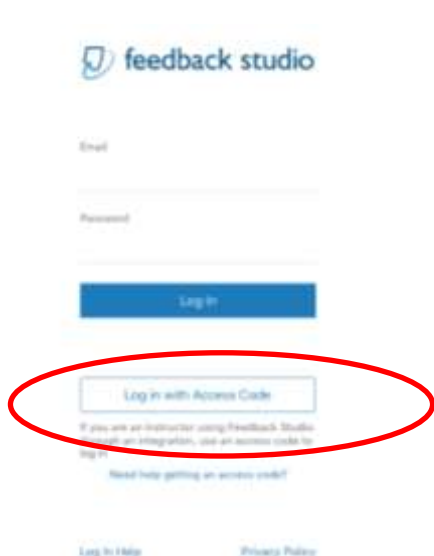 feedback studio
Email
Password
Log in
Log in with Access Code
If you are an instructor using Feedback Studio
through an integration, use an access code to
log in
Need help getting an access code?
Log In Help
Privacy Policy